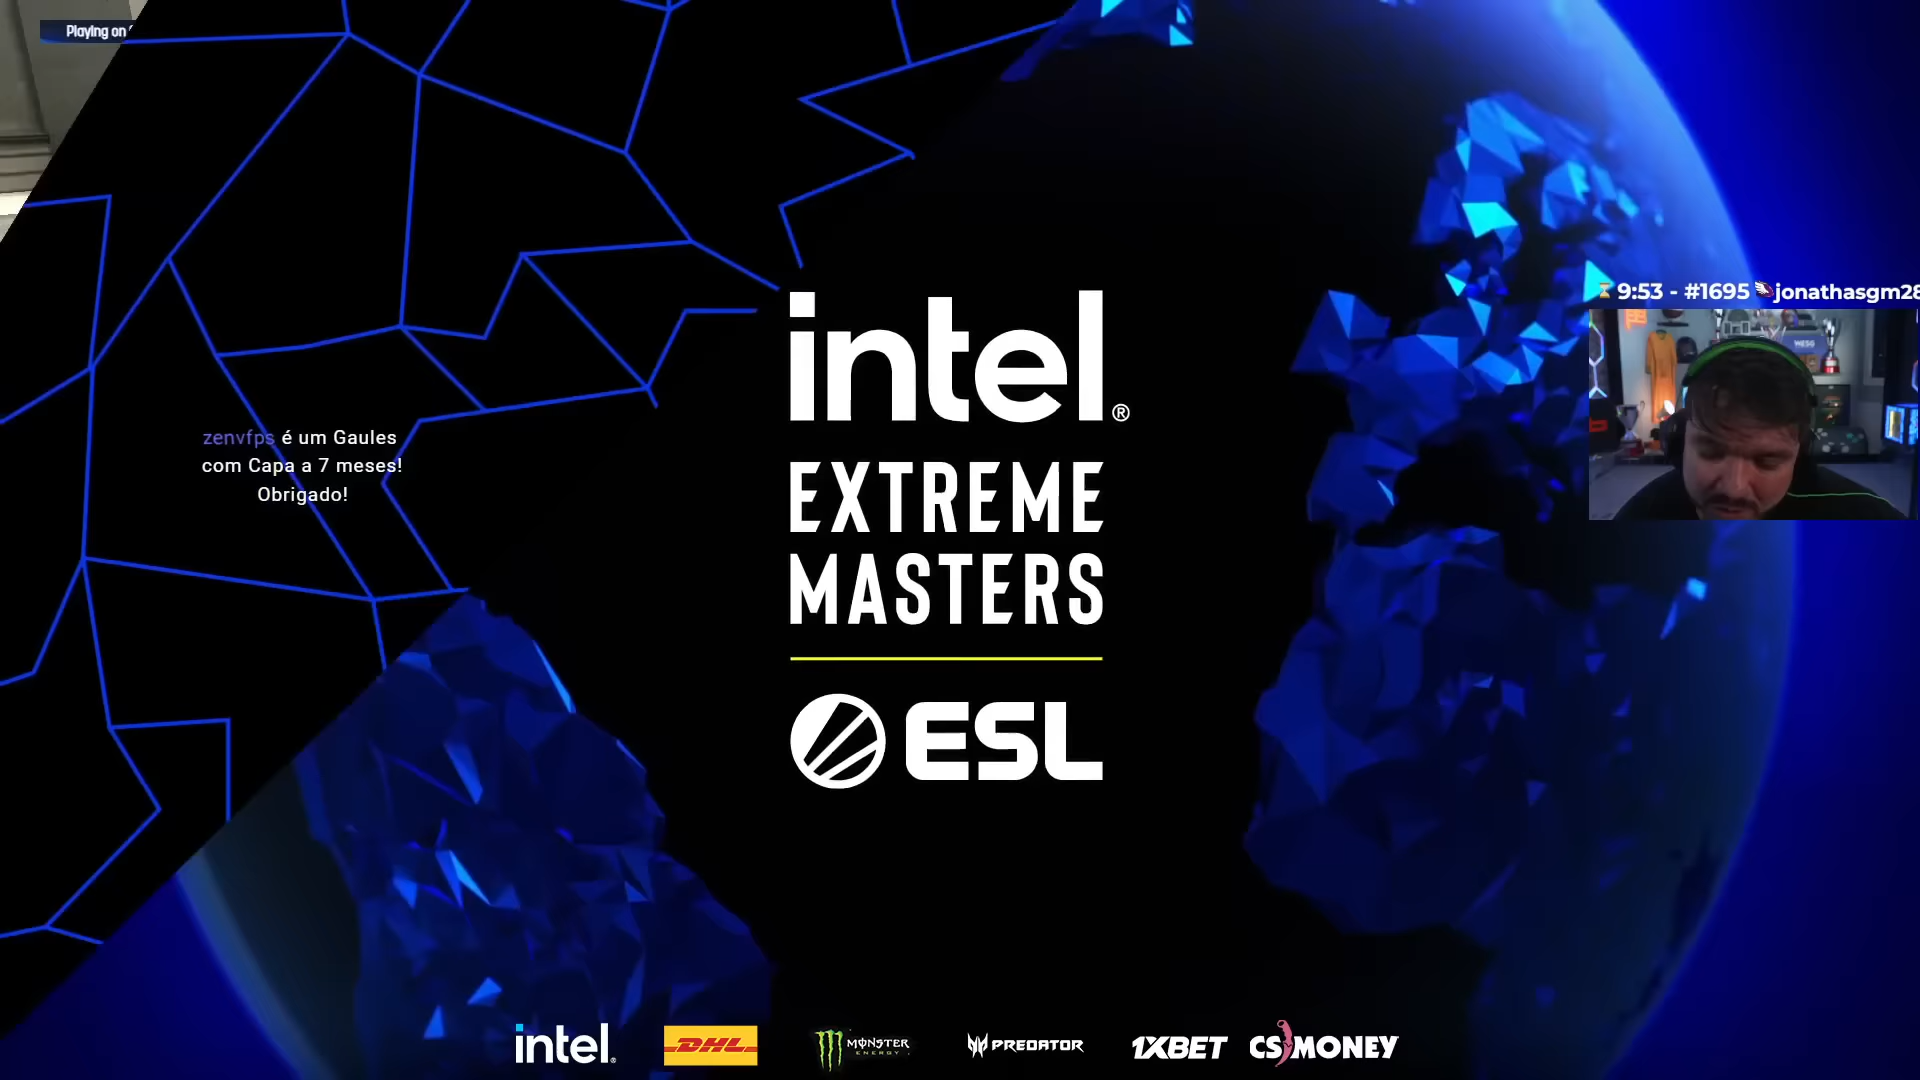 Playing on
intel®
EXTREME
MASTERS
ESL
9:53 - #1695 jonathasgm28
WESG
zenvfps é um Gaules
com Capa a 7 meses!
Obrigado!
intel.
DHL
MONSTER
ENERGY
PREDATOR
1XBET
CS MONEY